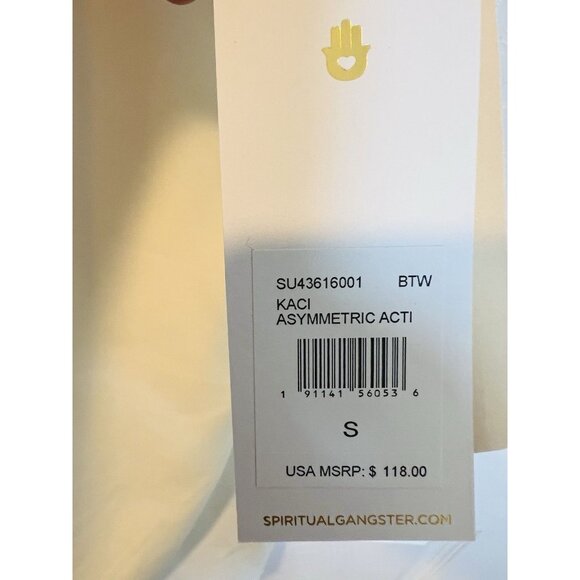 SU43616001 BTW
KACI
ASYMMETRIC ACTI
1 91141 56053 6
S
USA MSRP: $ 118.00
SPIRITUALGANGSTER.COM